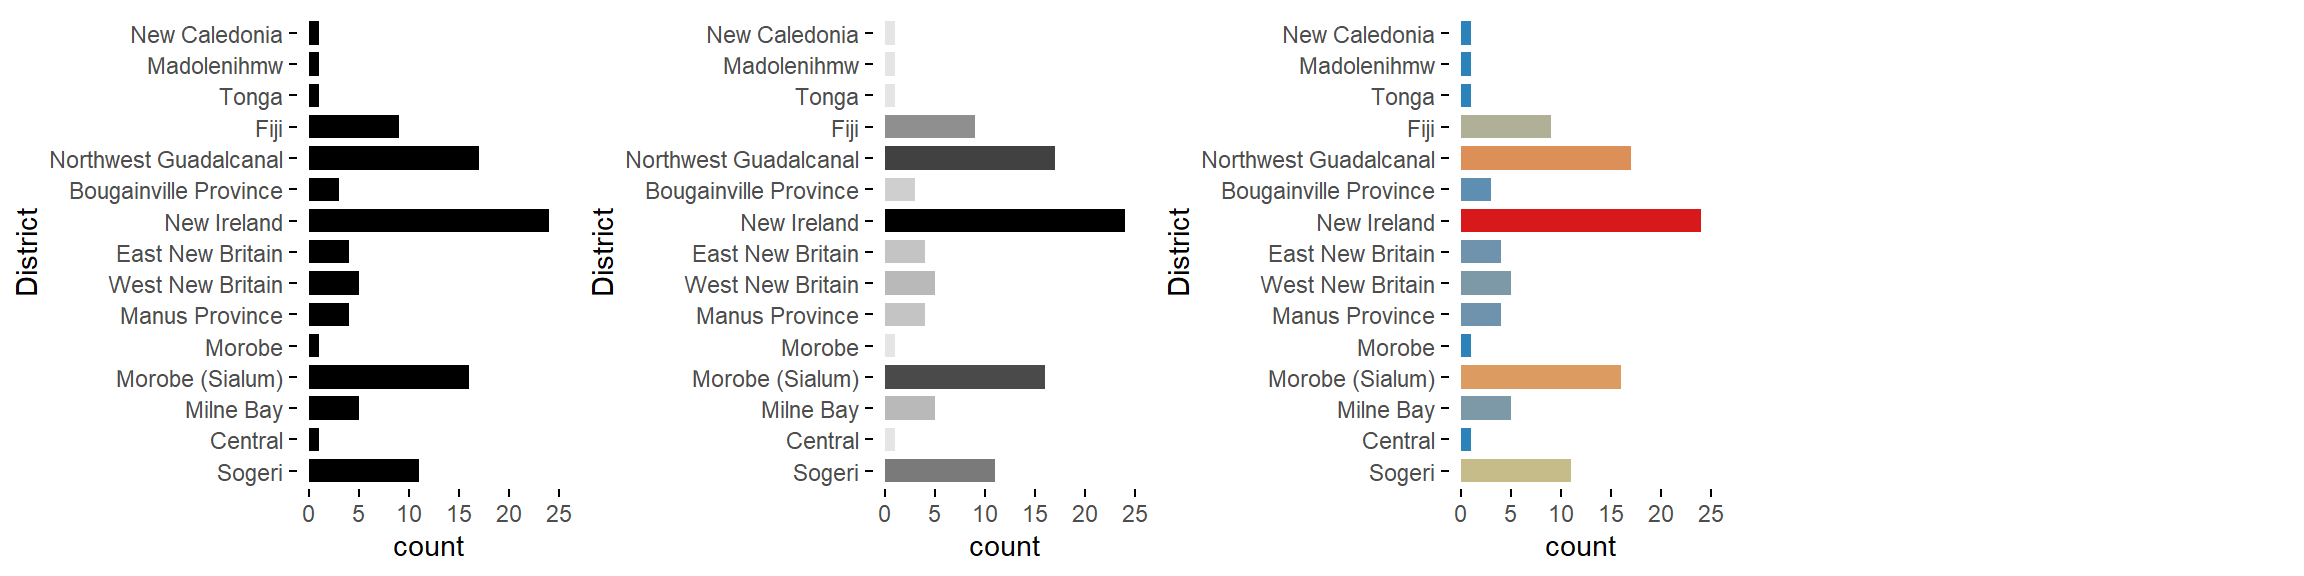 New Caledonia
Madolenihmw
Tonga
Fiji
Northwest Guadalcanal
Bougainville Province
New Ireland
East New Britain
West New Britain
Manus Province
Morobe
Morobe (Sialum)
Milne Bay
Central
Sogeri
District
0 5 10 15 20 25
count
New Caledonia
Madolenihmw
Tonga
Fiji
Northwest Guadalcanal
Bougainville Province
New Ireland
East New Britain
West New Britain
Manus Province
Morobe
Morobe (Sialum)
Milne Bay
Central
Sogeri
District
0 5 10 15 20 25
count
New Caledonia
Madolenihmw
Tonga
Fiji
Northwest Guadalcanal
Bougainville Province
New Ireland
East New Britain
West New Britain
Manus Province
Morobe
Morobe (Sialum)
Milne Bay
Central
Sogeri
District
0 5 10 15 20 25
count